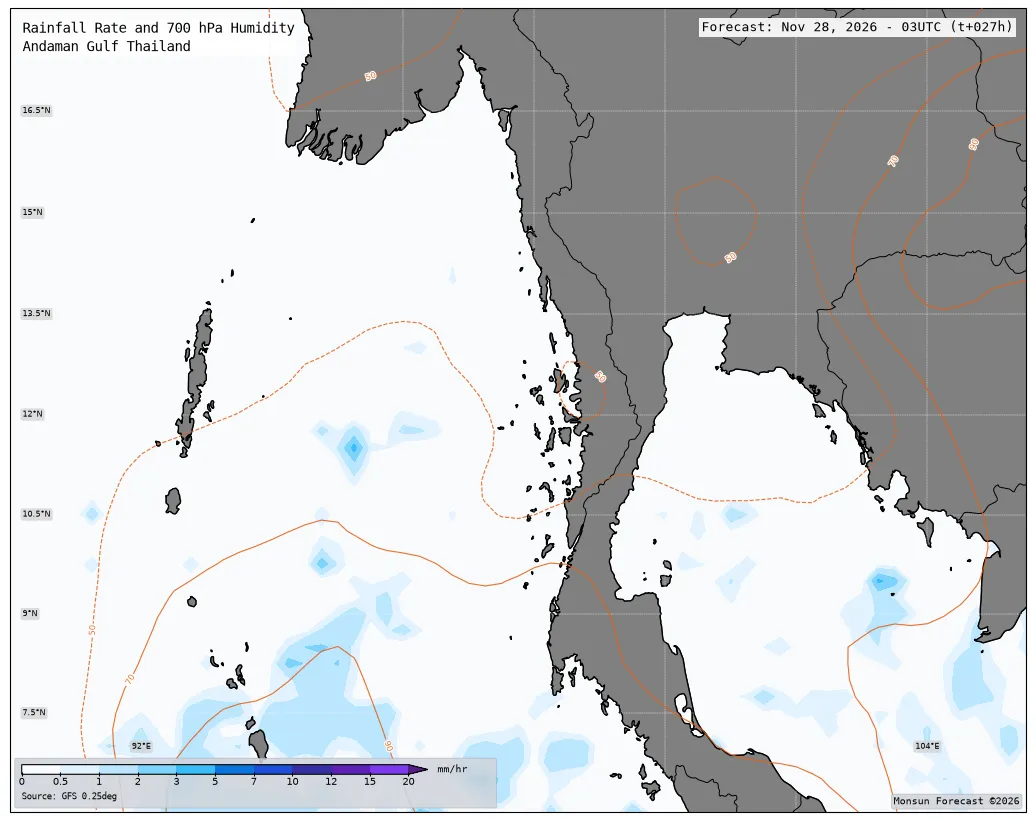 Rainfall Rate and 700 hPa Humidity
Andaman Gulf Thailand
Forecast: Nov 28, 2026 - 03UTC (t+027h)
50
16.5°N
90
70
15°N
50
13.5°N
50
12°N
10.5°N
9°N
50
70
7.5°N
92°E
90
104°E
mm/hr
0 0.5 1 2 3 5 7 10 12 15 20
Source: GFS 0.25deg
Monsun Forecast ©2026